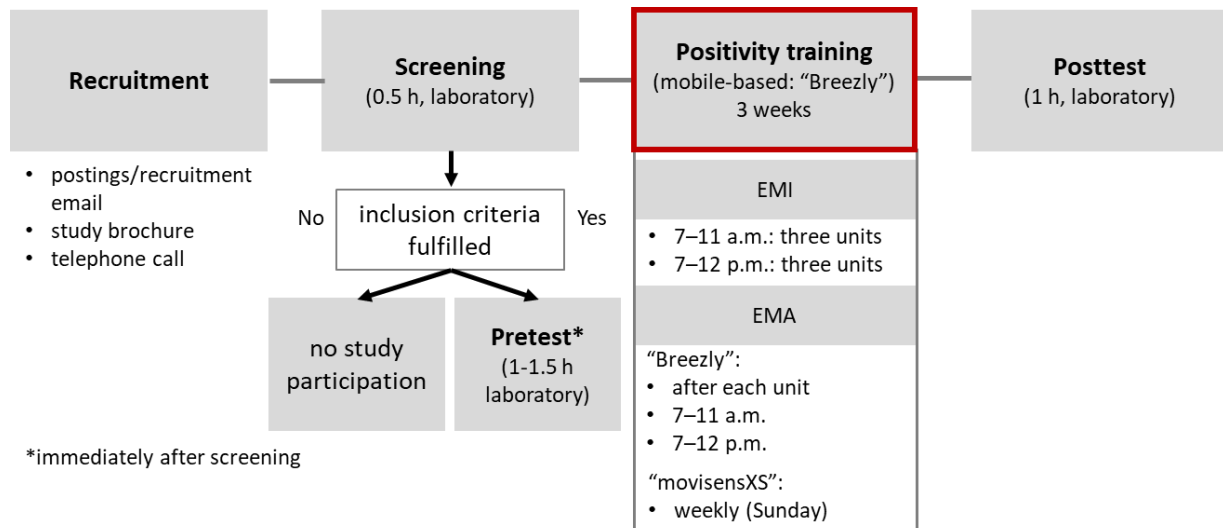 Recruitment
• postings/recruitment
email
• study brochure
• telephone call
Screening
(0.5 h, laboratory)
No
inclusion criteria
fulfilled
Yes
no study
participation
Pretest*
(1-1.5 h
laboratory)
*immediately after screening
Positivity training
(mobile-based: “Breezly”)
3 weeks
EMI
• 7–11 a.m.: three units
• 7–12 p.m.: three units
EMA
“Breezly”:
• after each unit
• 7–11 a.m.
• 7–12 p.m.
“movisensXS”:
• weekly (Sunday)
Posttest
(1 h, laboratory)